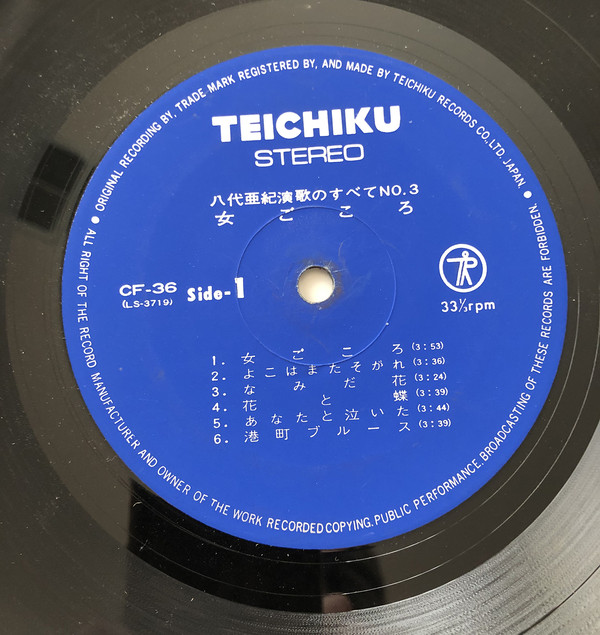 ORIGINAL RECORDING BY, TRADE MARK REGISTERED BY, AND MADE BY TEICHIKU RECORDS CO., LTD. JAPAN.
TEICHIKU
STEREO
八代亜紀演歌のすべてNO.3
女ごころ
CF-36 Side-1
(LS-3719)
33⅓rpm
1. 女ごころ (3:53)
2. よこはまたそがれ (3:36)
3. なみだ花 (3:24)
4. 花と蝶 (3:39)
5. あなたと泣いた (3:44)
6. 港町ブルース (3:39)
ALL RIGHT OF THE RECORD MANUFACTURER AND OWNER OF THE WORK RECORDED COPYING. PUBLIC PERFORMANCE. BROADCASTING OF THESE RECORDS ARE FORBIDDEN.